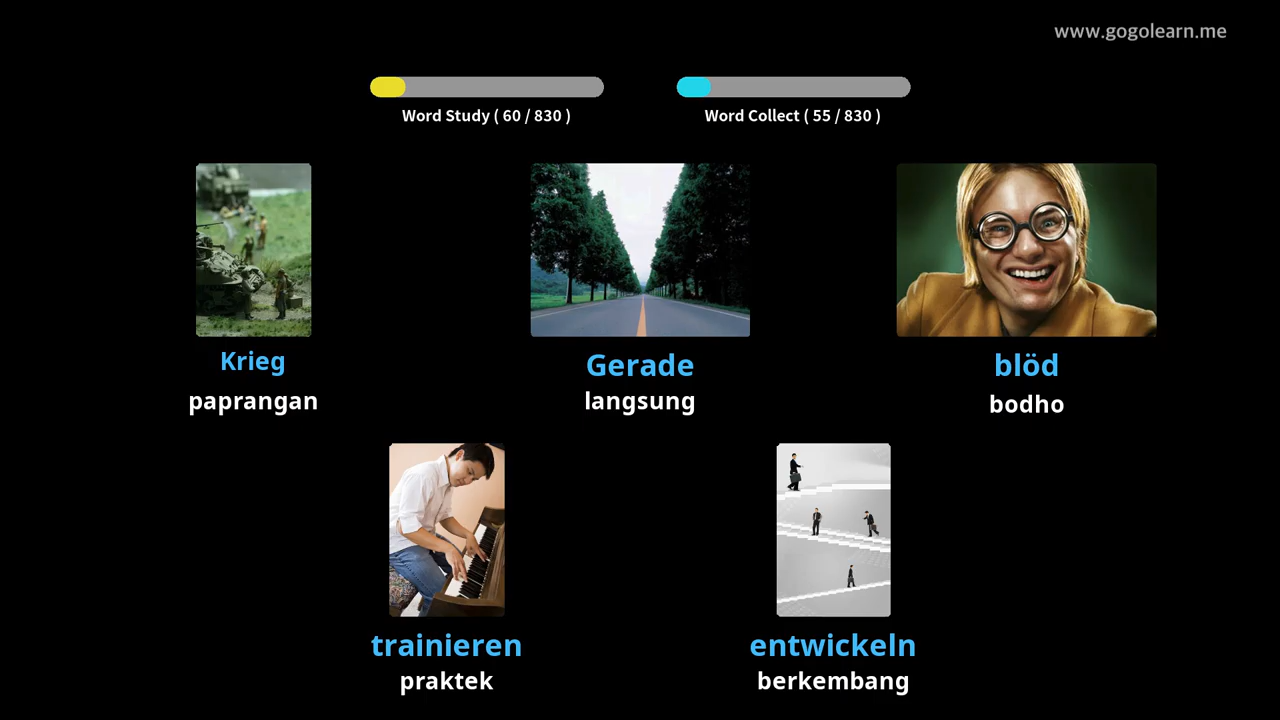 www.gogolearn.me
Word Study ( 60 / 830 )
Word Collect ( 55 / 830 )
Krieg
paprangan
Gerade
langsung
blöd
bodho
trainieren
praktek
entwickeln
berkembang